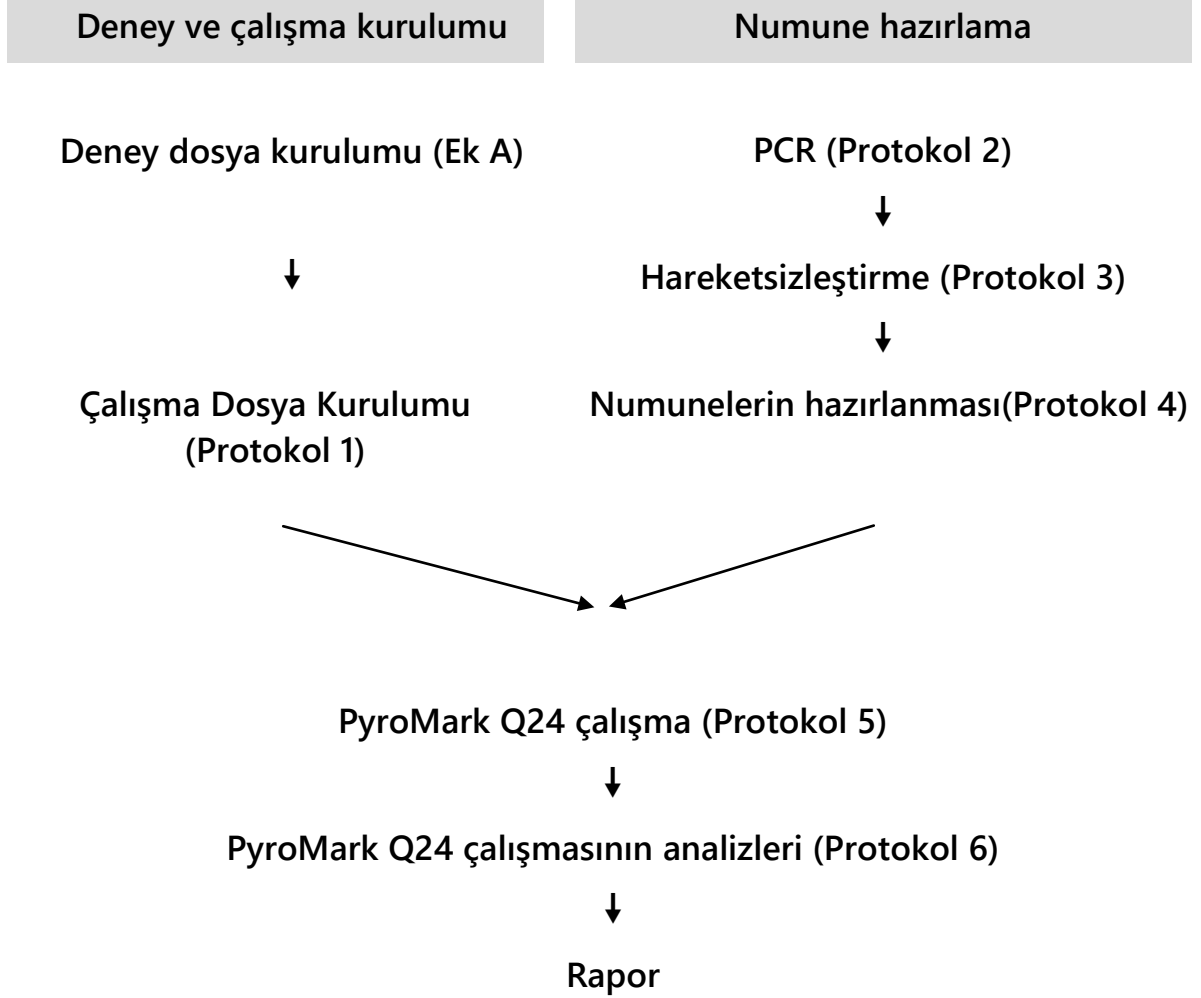 Deney ve çalışma kurulumu
Numune hazırlama
Deney dosya kurulumu (Ek A)
PCR (Protokol 2)
Hareketsizleştirme (Protokol 3)
Çalışma Dosya Kurulumu
(Protokol 1)
Numunelerin hazırlanması(Protokol 4)
PyroMark Q24 çalışma (Protokol 5)
PyroMark Q24 çalışmasının analizleri (Protokol 6)
Rapor